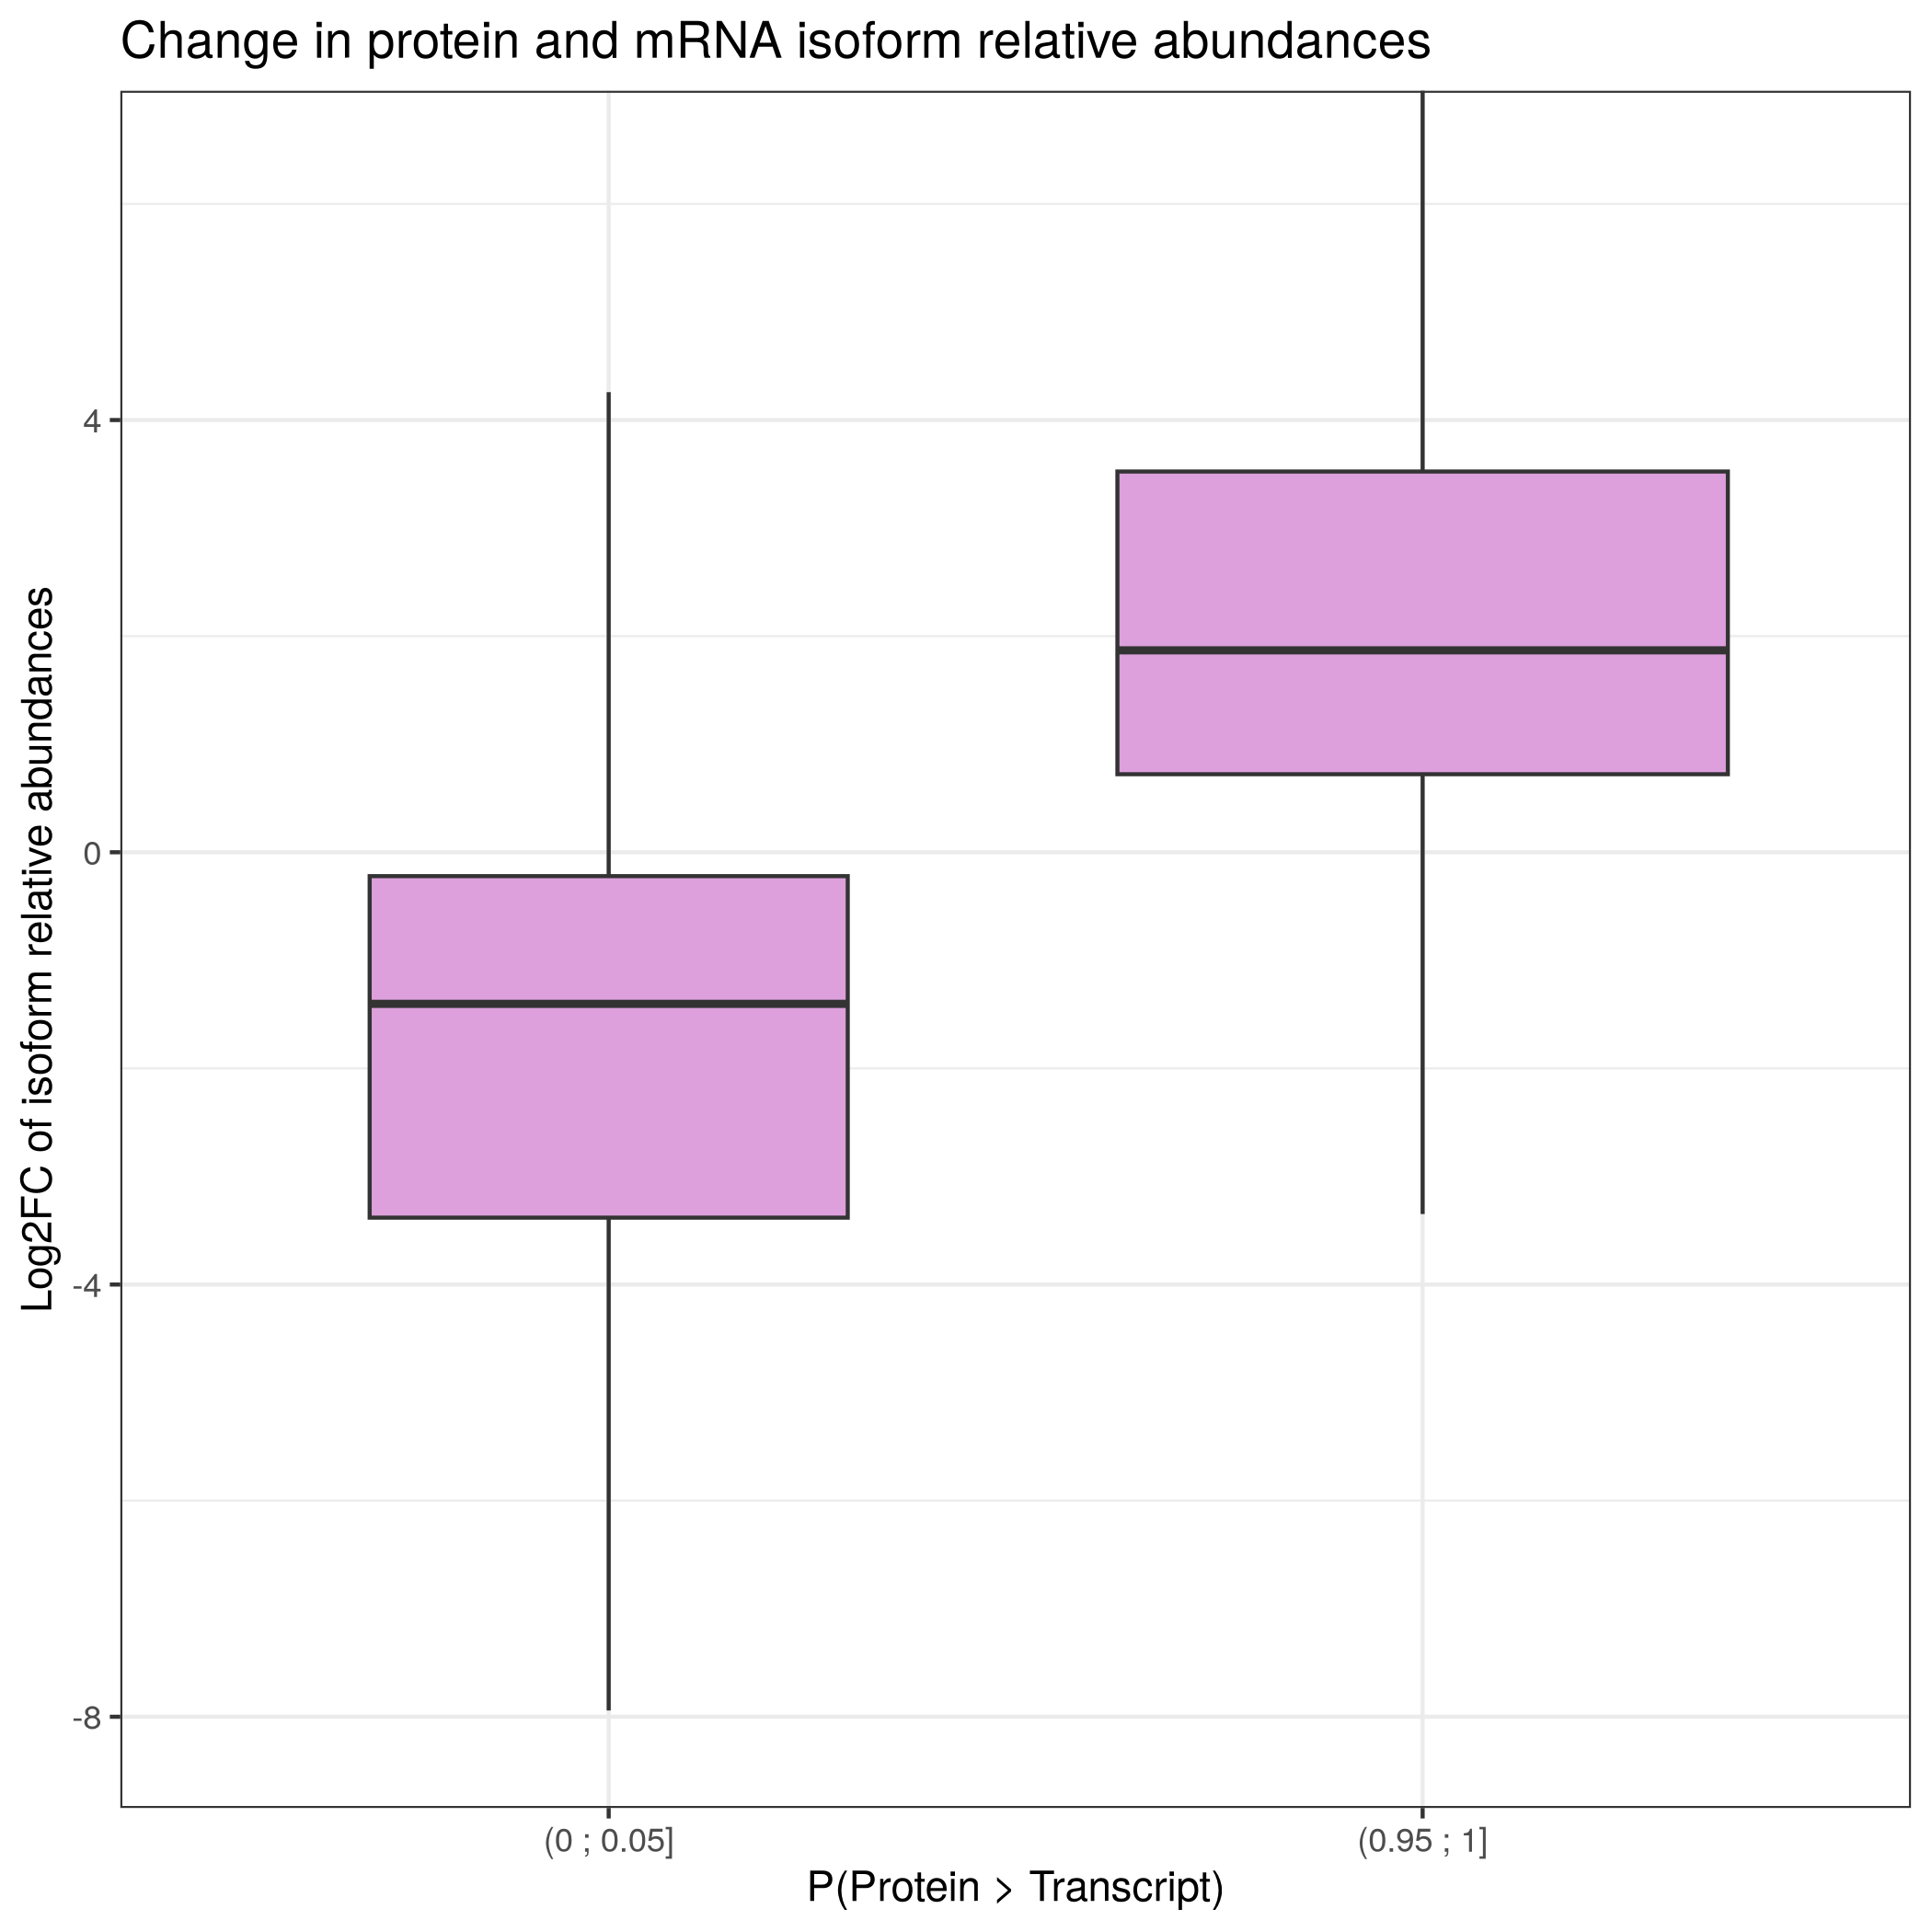 Change in protein and mRNA isoform relative abundances
Log2FC of isoform relative abundances
4
0
-4
-8
(0 ; 0.05]
(0.95 ; 1]
P(Protein > Transcript)